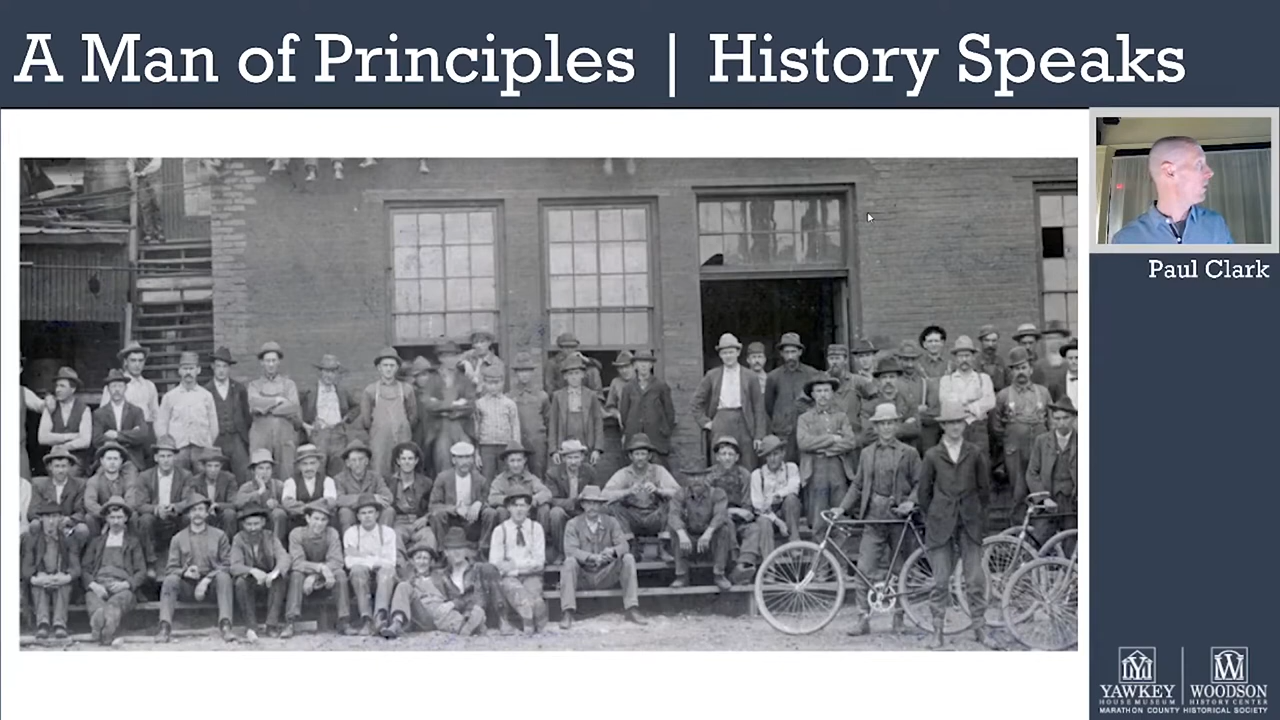 A Man of Principles | History Speaks
Paul Clark
YAWKEY
HOUSE MUSEUM
WOODSON
HISTORY CENTER
MARATHON COUNTY HISTORICAL SOCIETY